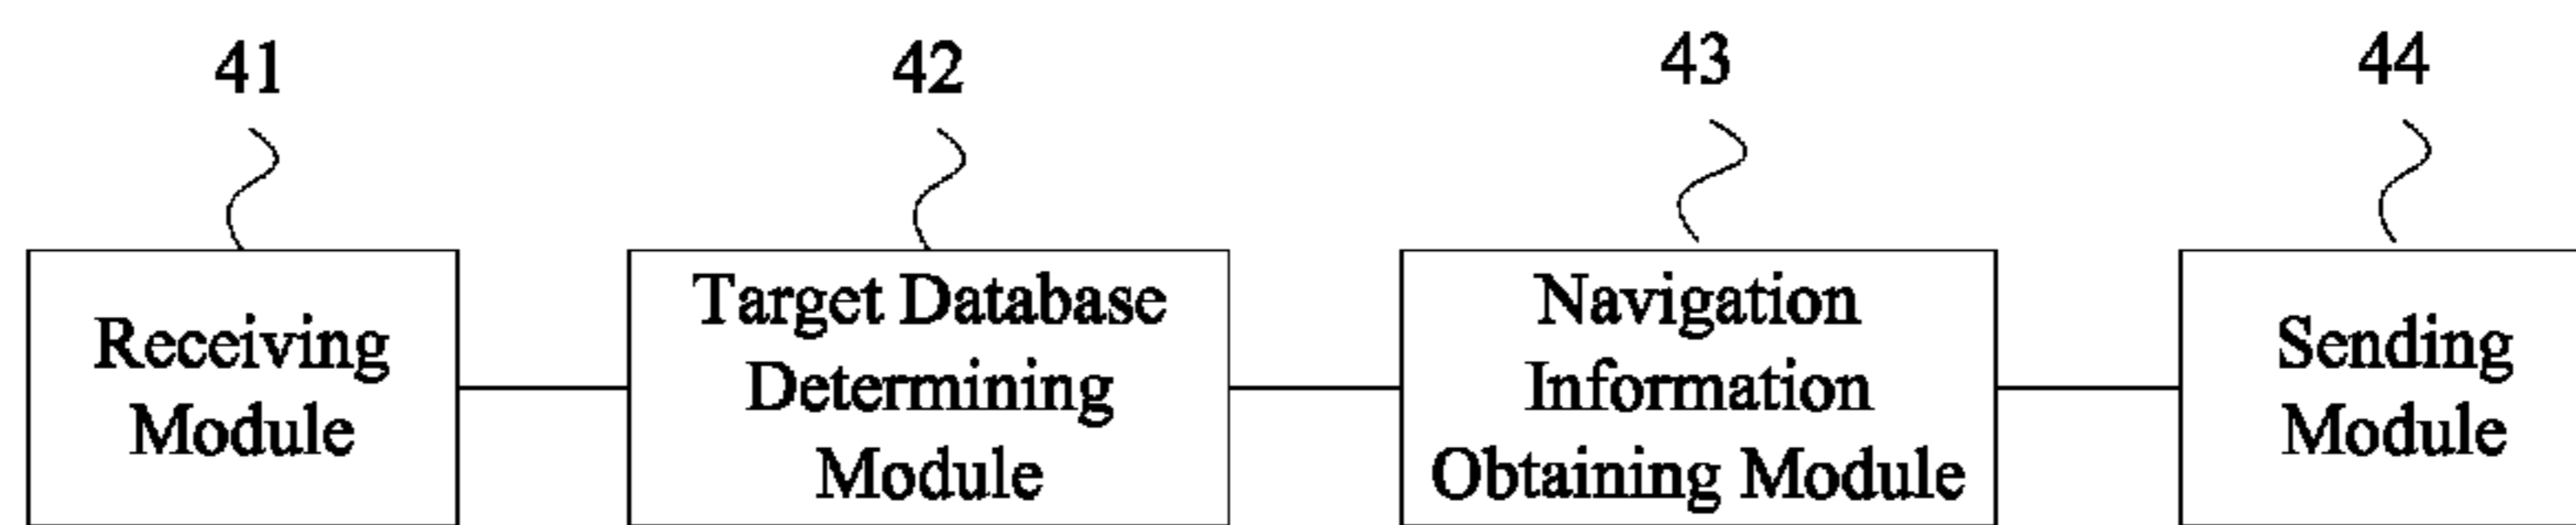 41
42
43
44
Receiving
Module
Target Database
Determining
Module
Navigation
Information
Obtaining Module
Sending
Module